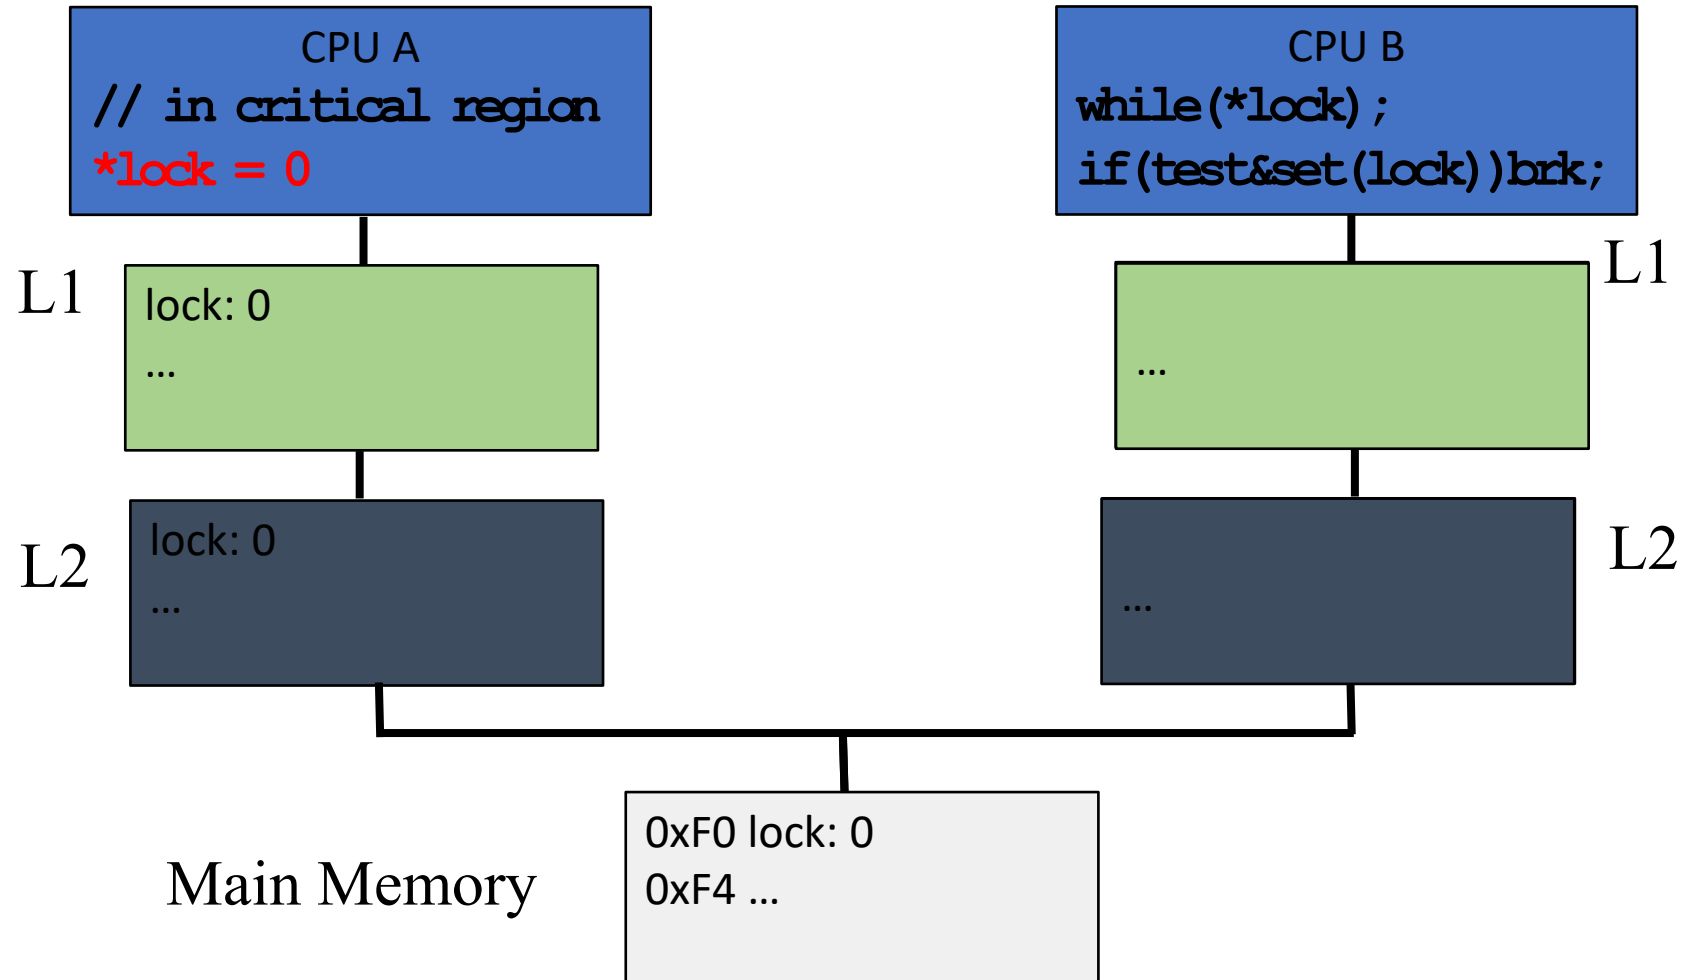 CPU A
// in critical region
*lock = 0
CPU B
while(*lock);
if(test&set(lock))brk;
L1
lock: 0
…
…
L1
L2
lock: 0
…
…
L2
Main Memory
0xF0 lock: 0
0xF4 …